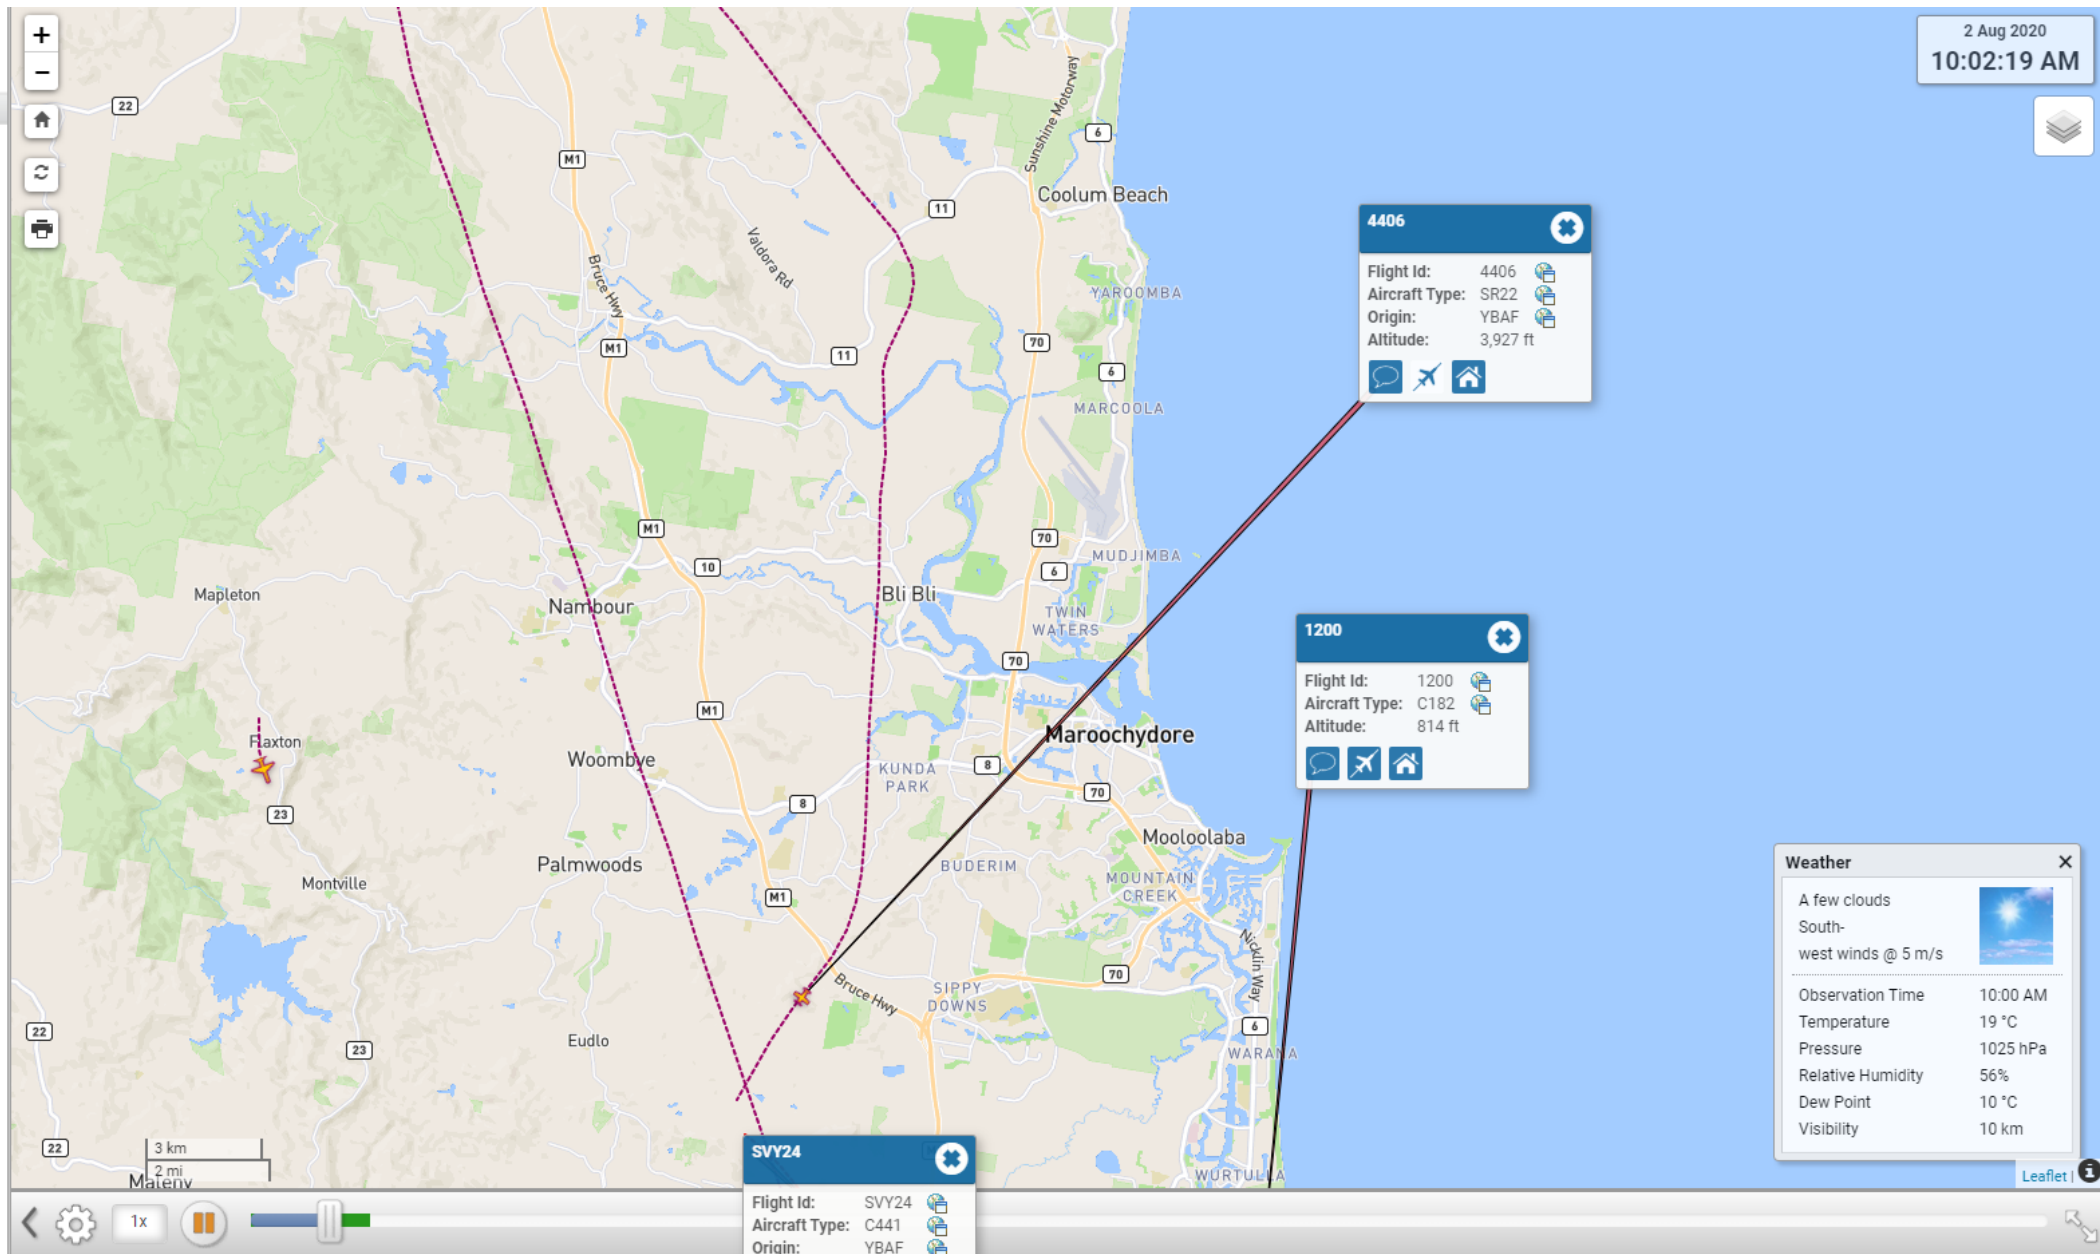 +
−
22
M1
11
6
Sunshine Motorway
Coolum Beach
2 Aug 2020
10:02:19 AM
Valdora Rd
Bruce Hwy
YAROOMBA
M1
11
70
6
MARCOOLA
4406
Flight Id: 4406
Aircraft Type: SR22
Origin: YBAF
Altitude: 3,927 ft
M1
10
70
MUDJIMBA
6
Mapleton
Nambour
Bli Bli
TWIN
WATERS
70
1200
Flight Id: 1200
Aircraft Type: C182
Altitude: 814 ft
M1
Flaxton
Woombye
Maroochydore
KUNDA
PARK
8
8
70
23
Mooloolaba
Palmwoods
BUDERIM
MOUNTAIN
CREEK
Montville
M1
Nicklin Way
Bruce Hwy
SIPPY
DOWNS
70
22
Eudlo
23
6
WARANA
22
3 km
2 mi
Maleny
WURTULLA
Weather
A few clouds
South-
west winds @ 5 m/s
Observation Time 10:00 AM
Temperature 19 °C
Pressure 1025 hPa
Relative Humidity 56%
Dew Point 10 °C
Visibility 10 km
Leaflet |
SVY24
Flight Id: SVY24
Aircraft Type: C441
Origin: YBAF
1x